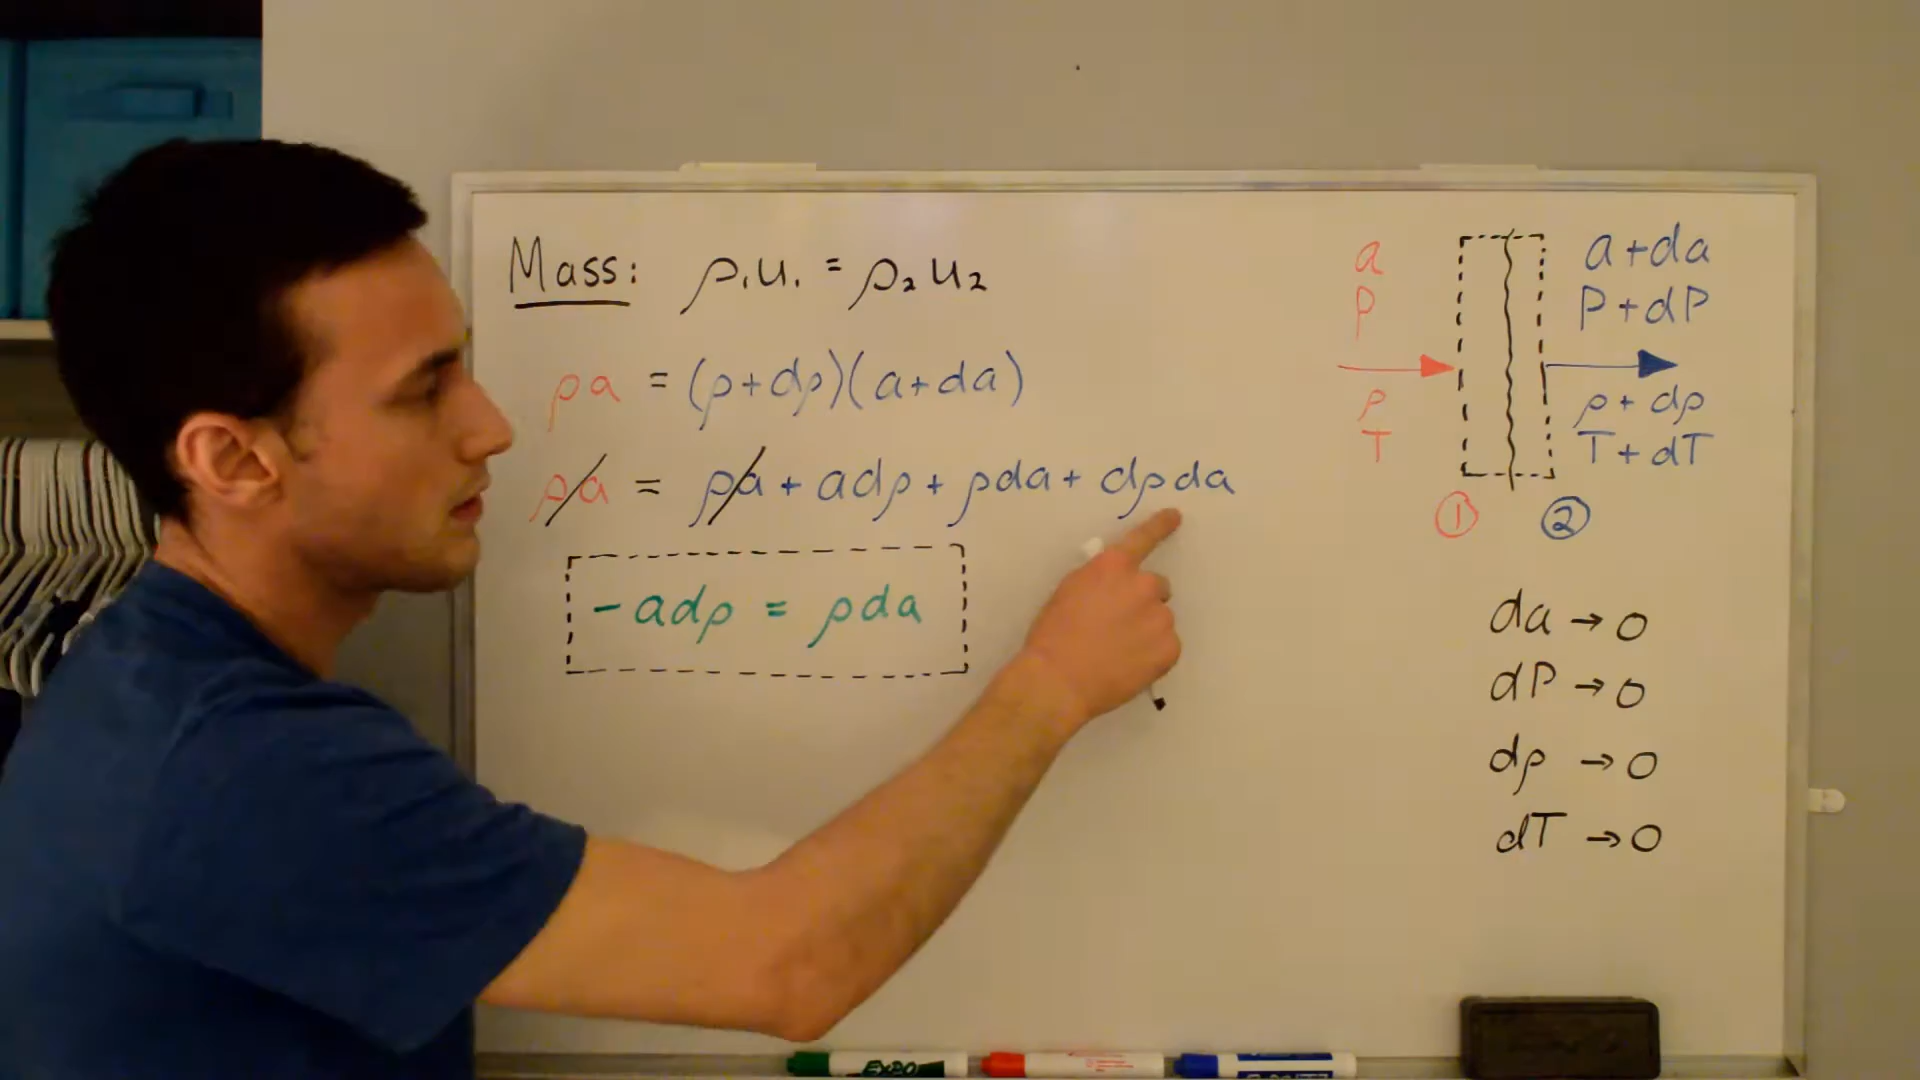 Mass: ρ₁u₁ = ρ₂u₂
ρa = (ρ+dρ)(a+da)
ρa = ρa + adρ + ρda + dρda
-adρ = ρda
a
P
ρ
T
①
a+da
P+dP
ρ+dρ
T+dT
②
da → 0
dP → 0
dρ → 0
dT → 0
EXPO